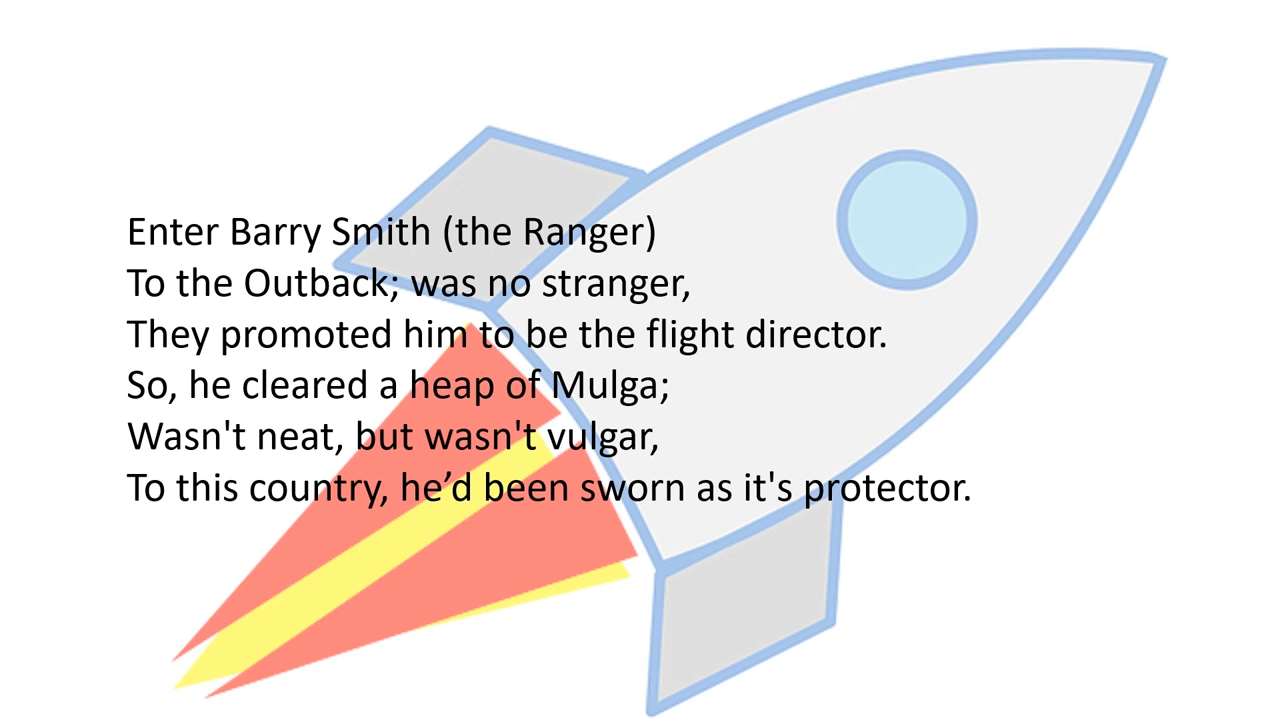 Enter Barry Smith (the Ranger)
To the Outback; was no stranger,
They promoted him to be the flight director.
So, he cleared a heap of Mulga;
Wasn't neat, but wasn't vulgar,
To this country, he’d been sworn as it's protector.